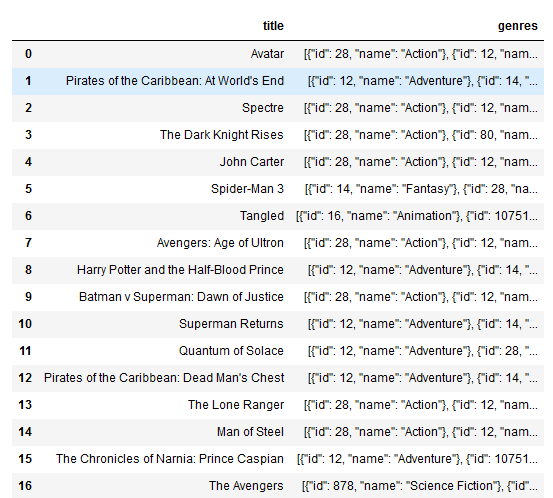 title genres
0 Avatar [{"id": 28, "name": "Action"}, {"id": 12, "nam...
1 Pirates of the Caribbean: At World's End [{"id": 12, "name": "Adventure"}, {"id": 14, "...
2 Spectre [{"id": 28, "name": "Action"}, {"id": 12, "nam...
3 The Dark Knight Rises [{"id": 28, "name": "Action"}, {"id": 80, "nam...
4 John Carter [{"id": 28, "name": "Action"}, {"id": 12, "nam...
5 Spider-Man 3 [{"id": 14, "name": "Fantasy"}, {"id": 28, "na...
6 Tangled [{"id": 16, "name": "Animation"}, {"id": 10751...
7 Avengers: Age of Ultron [{"id": 28, "name": "Action"}, {"id": 12, "nam...
8 Harry Potter and the Half-Blood Prince [{"id": 12, "name": "Adventure"}, {"id": 14, "...
9 Batman v Superman: Dawn of Justice [{"id": 28, "name": "Action"}, {"id": 12, "nam...
10 Superman Returns [{"id": 12, "name": "Adventure"}, {"id": 14, "...
11 Quantum of Solace [{"id": 12, "name": "Adventure"}, {"id": 28, "...
12 Pirates of the Caribbean: Dead Man's Chest [{"id": 12, "name": "Adventure"}, {"id": 14, "...
13 The Lone Ranger [{"id": 28, "name": "Action"}, {"id": 12, "nam...
14 Man of Steel [{"id": 28, "name": "Action"}, {"id": 12, "nam...
15 The Chronicles of Narnia: Prince Caspian [{"id": 12, "name": "Adventure"}, {"id": 10751...
16 The Avengers [{"id": 878, "name": "Science Fiction"}, {"id"...